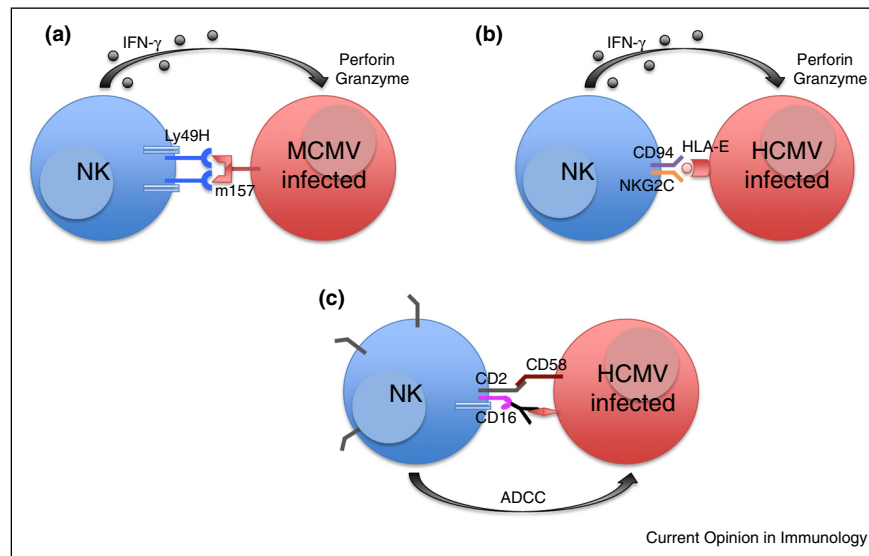 (a)
IFN-γ
Perforin
Granzyme
Ly49H
NK
MCMV
infected
m157
(b)
IFN-γ
Perforin
Granzyme
CD94
HLA-E
NK
HCMV
infected
NKG2C
(c)
CD58
CD2
NK
HCMV
infected
CD16
ADCC
Current Opinion in Immunology